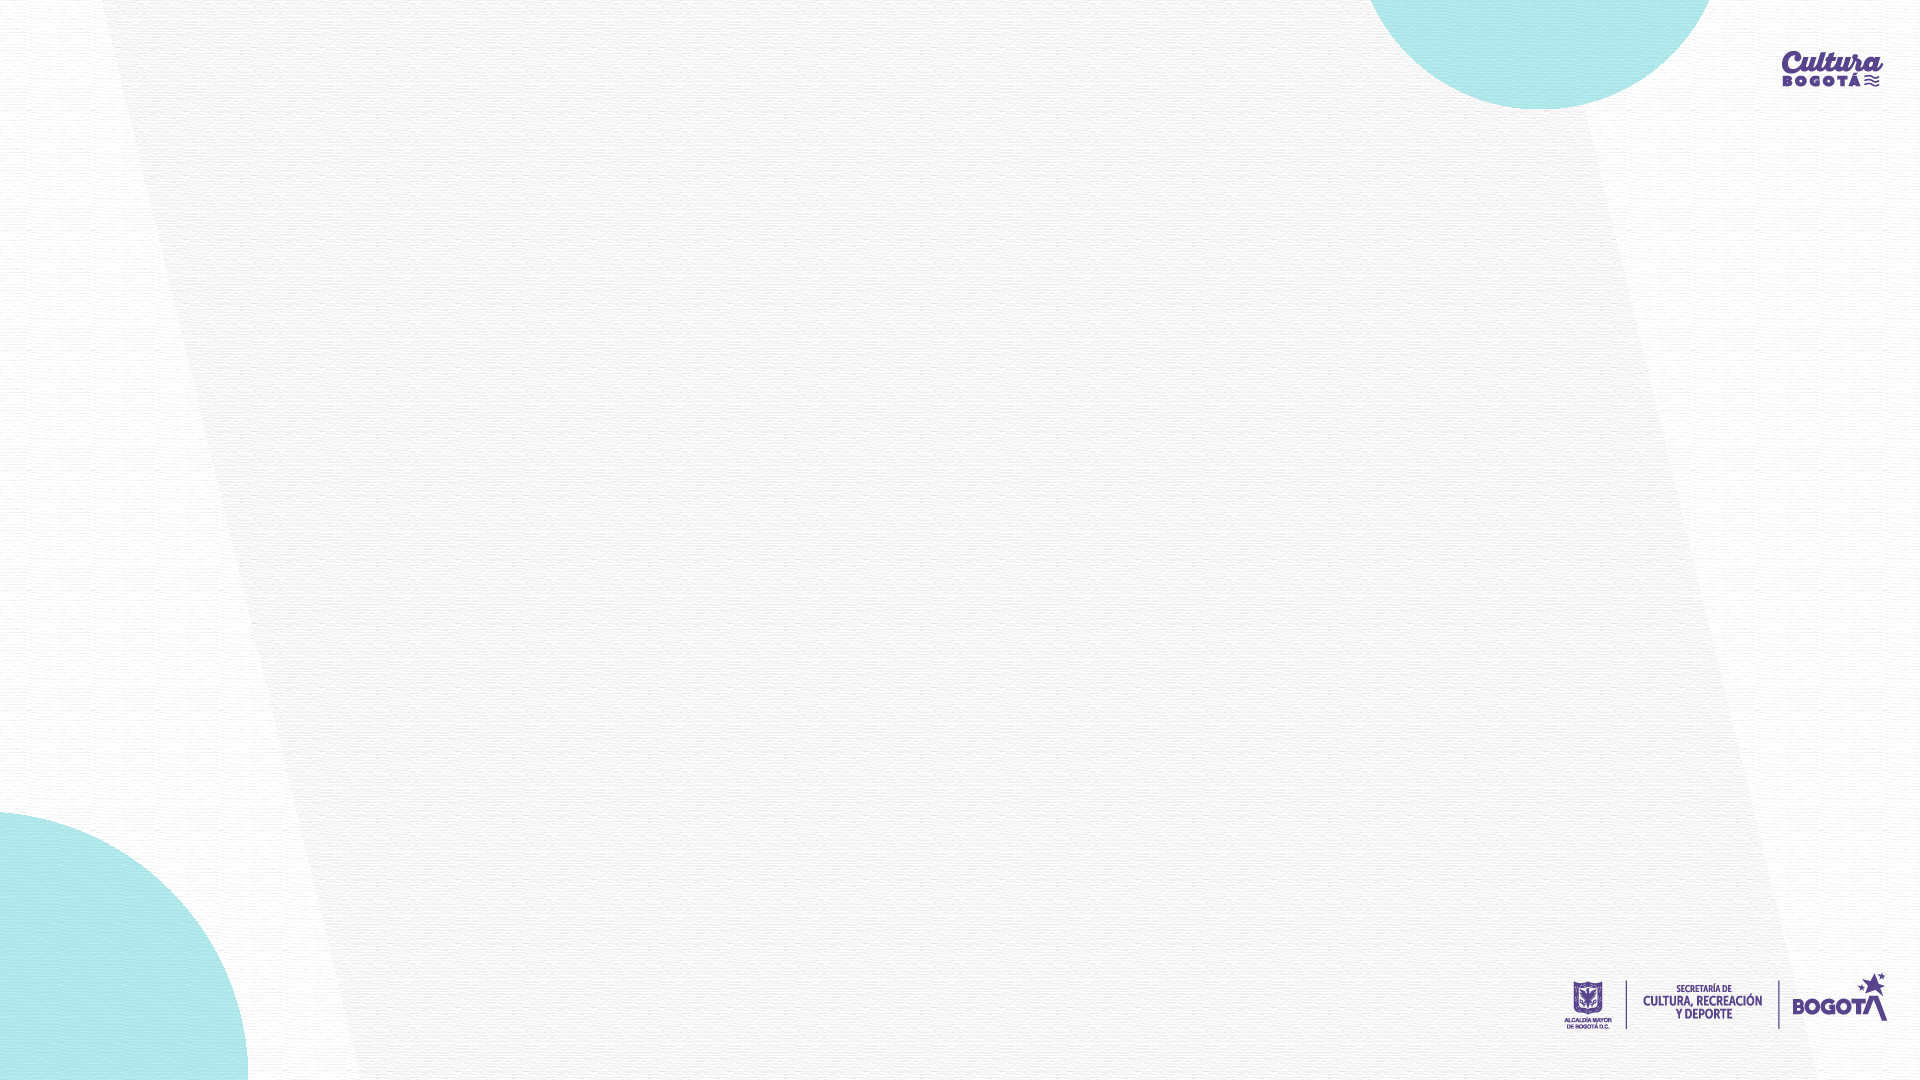 Cultura
BOGOTÁ
ALCALDÍA MAYOR
DE BOGOTÁ D.C.
SECRETARÍA DE
CULTURA, RECREACIÓN
Y DEPORTE
BOGOTÁ